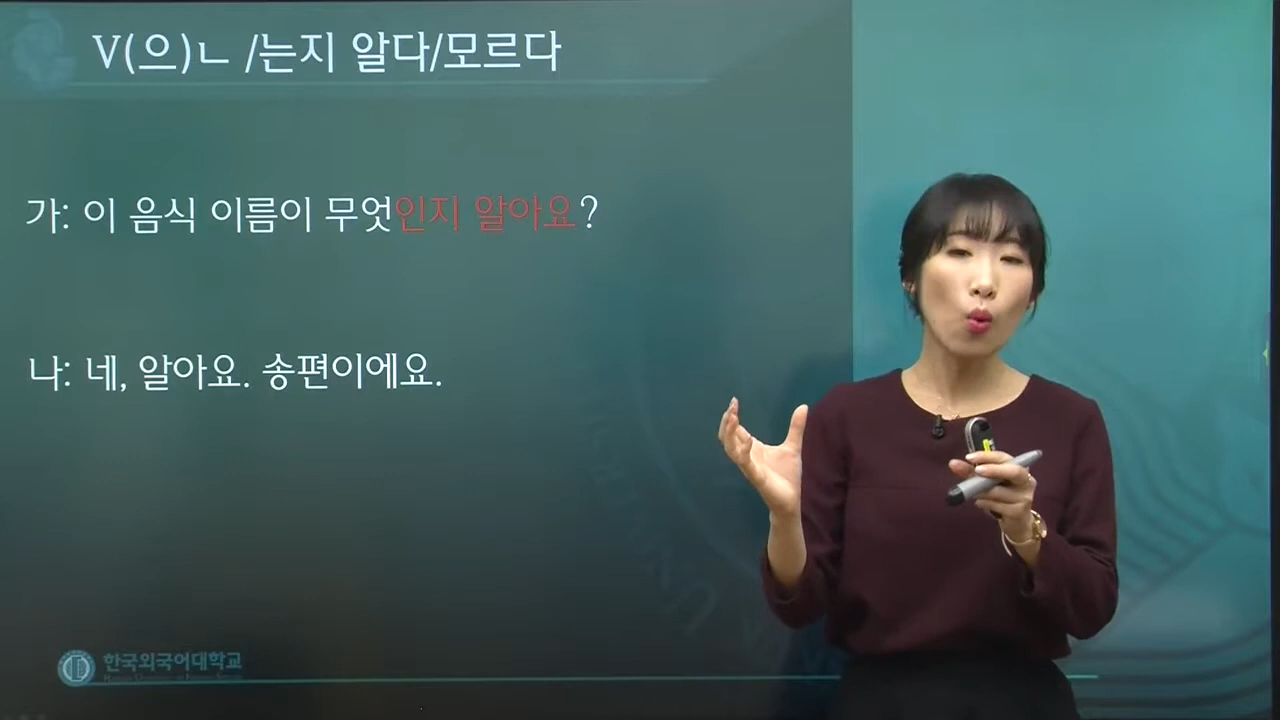 V(으)ㄴ /는지 알다/모르다
가: 이 음식 이름이 무엇인지 알아요?
나: 네, 알아요. 송편이에요.
한국외국어대학교